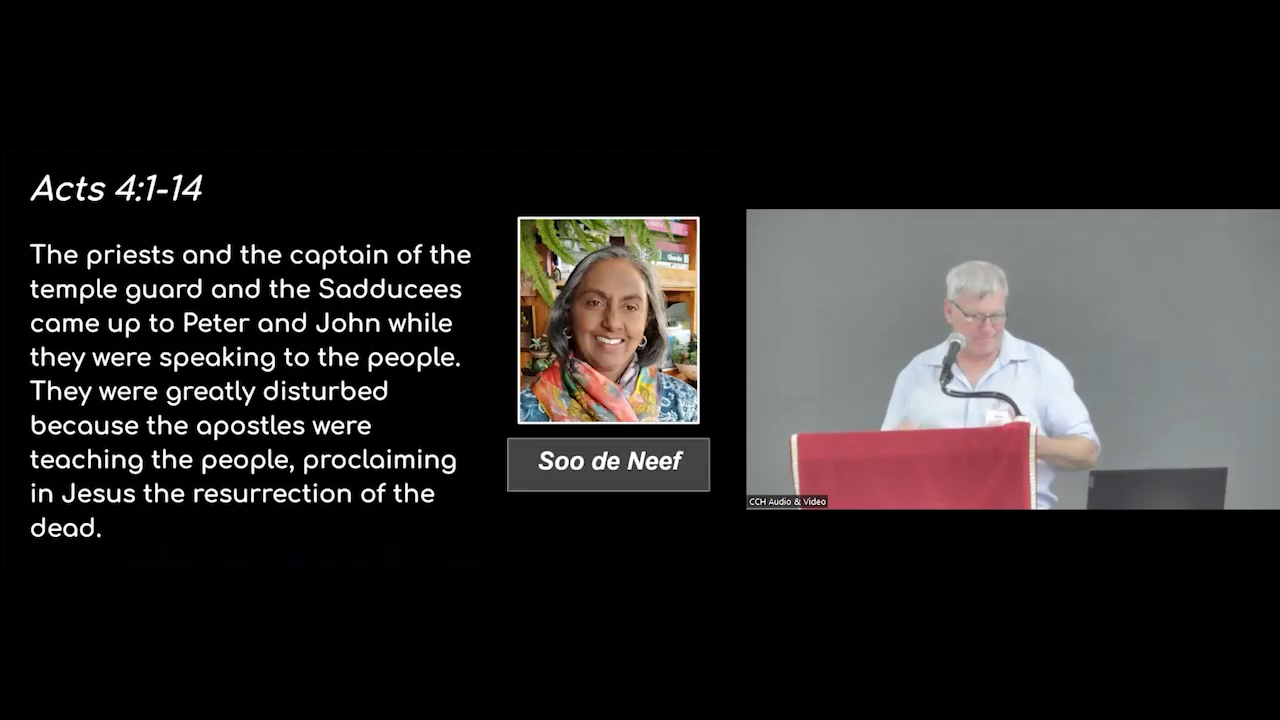 Acts 4:1-14
The priests and the captain of the
temple guard and the Sadducees
came up to Peter and John while
they were speaking to the people.
They were greatly disturbed
because the apostles were
teaching the people, proclaiming
in Jesus the resurrection of the
dead.
Soo de Neef
CCH Audio & Video